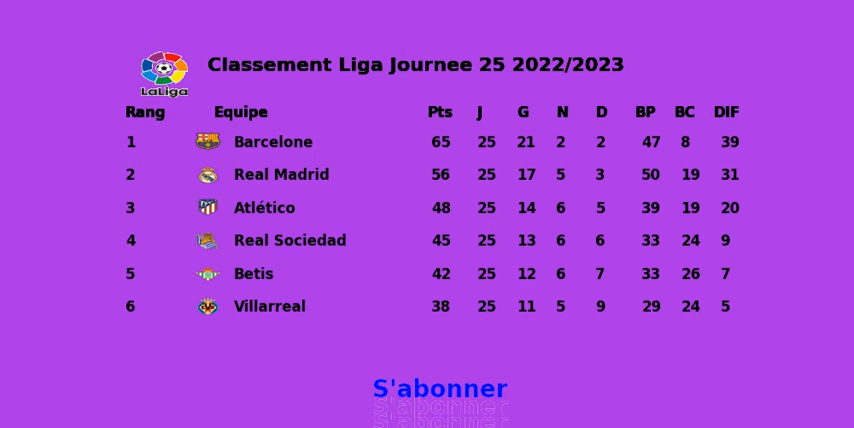 Classement Liga Journee 25 2022/2023
LaLiga
Rang Equipe Pts J G N D BP BC DIF
1 Barcelone 65 25 21 2 2 47 8 39
2 Real Madrid 56 25 17 5 3 50 19 31
3 Atlético 48 25 14 6 5 39 19 20
4 Real Sociedad 45 25 13 6 6 33 24 9
5 Betis 42 25 12 6 7 33 26 7
6 Villarreal 38 25 11 5 9 29 24 5
S'abonner
S'abonner
S'abonner